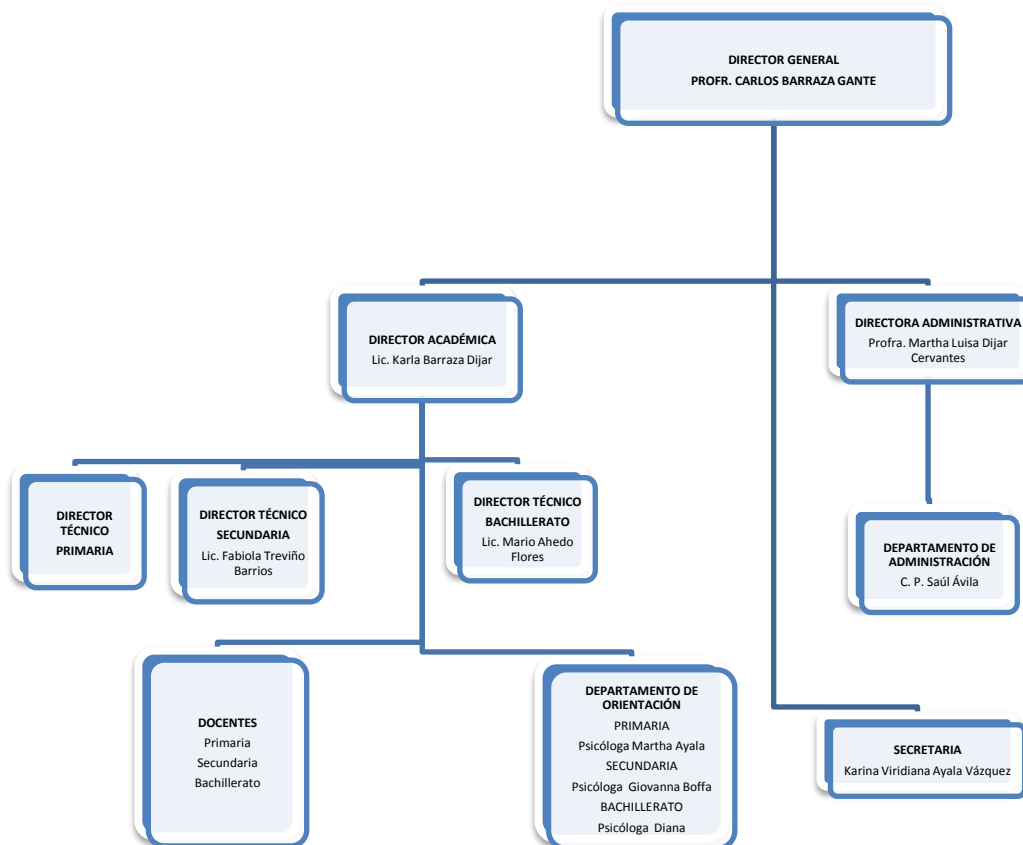 DIRECTOR GENERAL
PROFR. CARLOS BARRAZA GANTE
DIRECTOR ACADÉMICA
Lic. Karla Barraza Dijar
DIRECTORA ADMINISTRATIVA
Profra. Martha Luisa Dijar
Cervantes
DIRECTOR
TÉCNICO
PRIMARIA
DIRECTOR TÉCNICO
SECUNDARIA
Lic. Fabiola Treviño
Barrios
DIRECTOR TÉCNICO
BACHILLERATO
Lic. Mario Ahedo
Flores
DEPARTAMENTO DE
ADMINISTRACIÓN
C. P. Saúl Ávila
DOCENTES
Primaria
Secundaria
Bachillerato
DEPARTAMENTO DE
ORIENTACIÓN
PRIMARIA
Psicóloga Martha Ayala
SECUNDARIA
Psicóloga Giovanna Boffa
BACHILLERATO
Psicóloga Diana
SECRETARIA
Karina Viridiana Ayala Vázquez